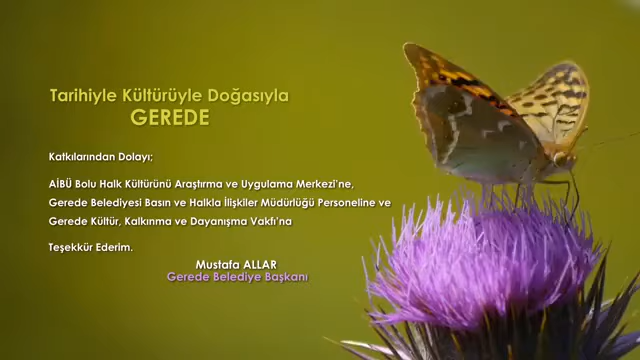 Tarihiyle Kültürüyle Doğasıyla
GEREDE
Katkılarından Dolayı;
AİBÜ Bolu Halk Kültürünü Araştırma ve Uygulama Merkezi'ne,
Gerede Belediyesi Basın ve Halkla İlişkiler Müdürlüğü Personeline ve
Gerede Kültür, Kalkınma ve Dayanışma Vakfı'na
Teşekkür Ederim.
Mustafa ALLAR
Gerede Belediye Başkanı